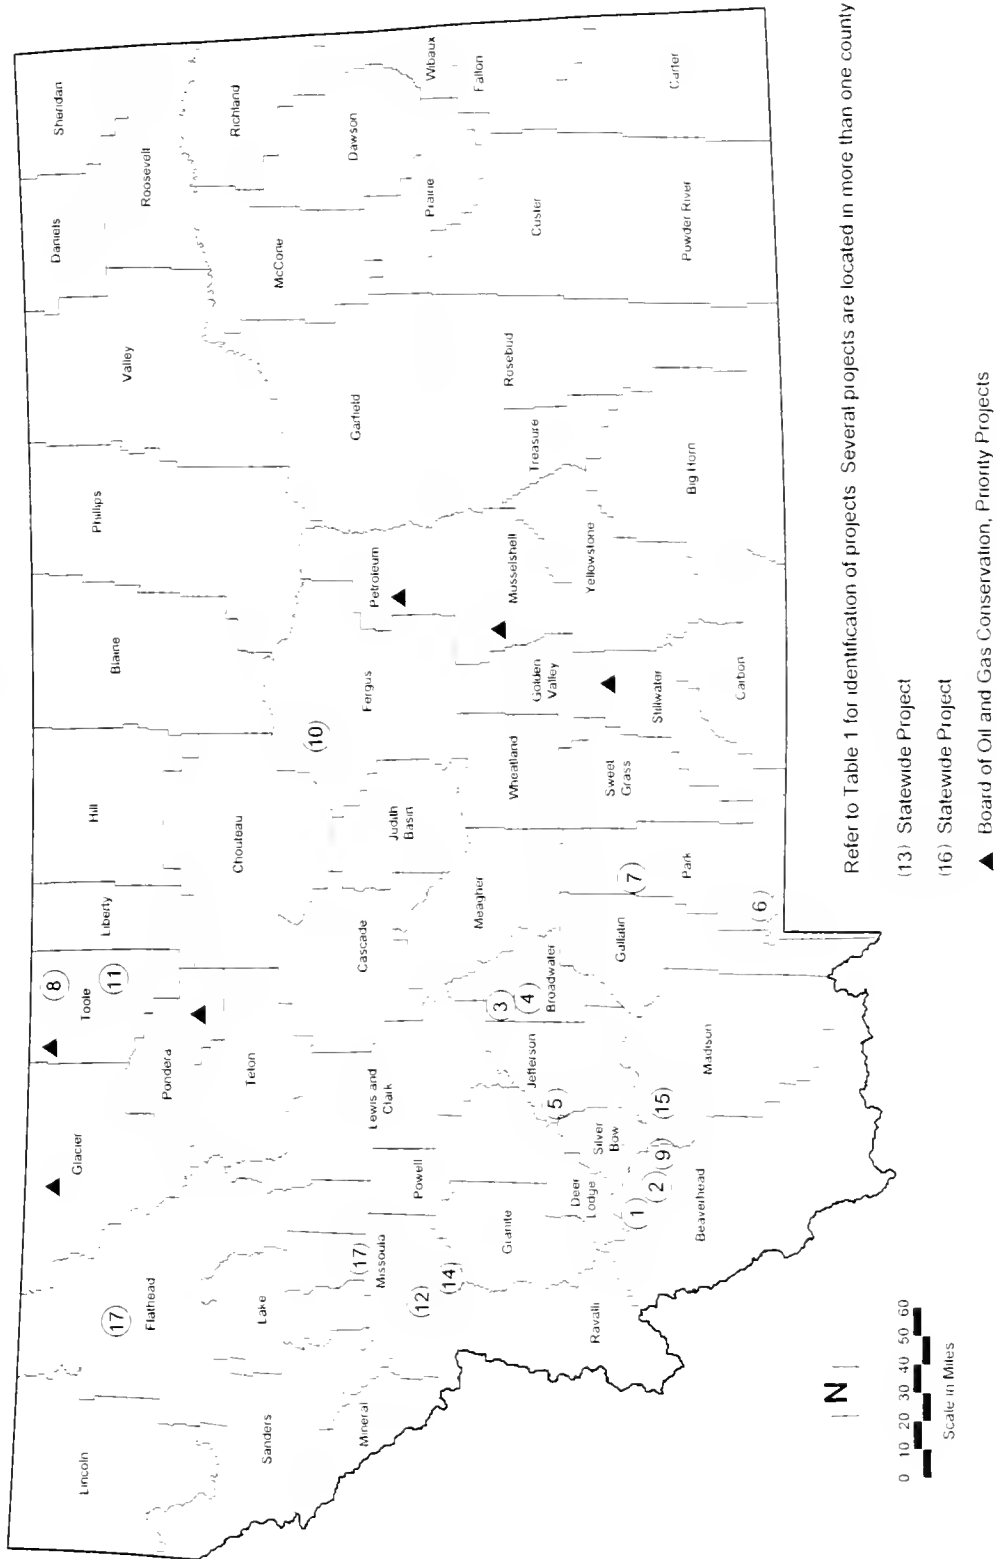 Lincoln
Flathead
(17)
Glacier
Toole
(8)
(11)
Liberty
Hill
Blaine
Phillips
Valley
Daniels
Sheridan
Roosevelt
Sanders
Lake
Pondera
Teton
Chouteau
McCone
Richland
Mineral
(17)
Missoula
Powell
Lewis and
Clark
Cascade
Judith
Basin
(10)
Fergus
Petroleum
Garfield
Dawson
Prairie
Wibaux
(12)
(14)
Granite
Deer
Lodge
Silver
Bow
(5)
Jefferson
(3)
(4)
Broadwater
Meagher
Wheatland
Golden
Valley
Musselshell
Treasure
Rosebud
Custer
Fallon
Ravalli
(1)
(2)
(9)
(15)
Beaverhead
Madison
Gallatin
(7)
Park
(6)
Sweet
Grass
Stillwater
Carbon
Yellowstone
Big Horn
Powder River
Carter
N
0 10 20 30 40 50 60
Scale in Miles
Refer to Table 1 for identification of projects Several projects are located in more than one county
(13) Statewide Project
(16) Statewide Project
▲ Board of Oil and Gas Conservation, Priority Projects